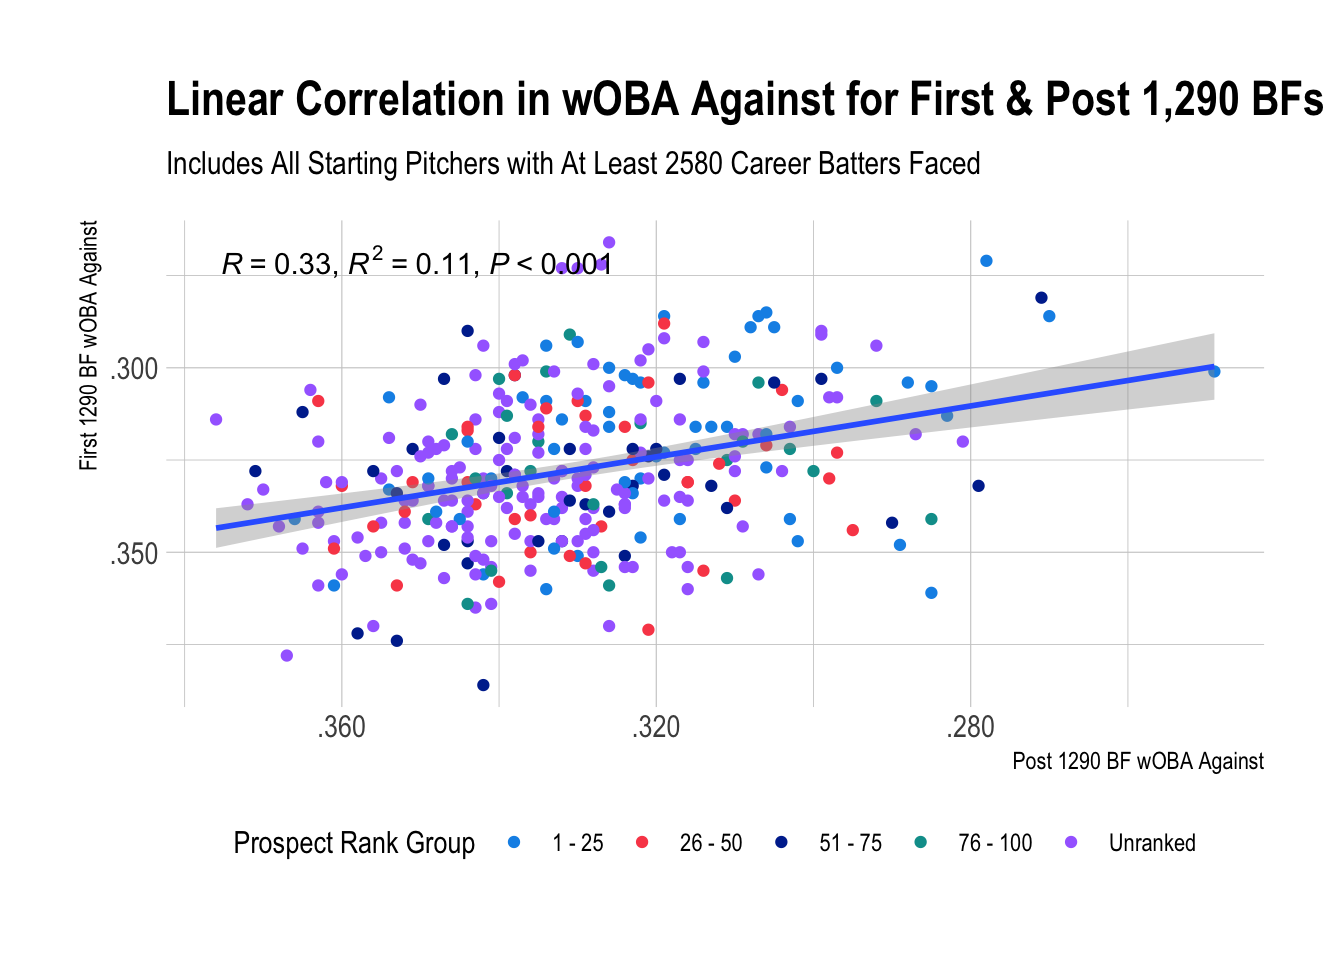 Linear Correlation in wOBA Against for First & Post 1,290 BFs
Includes All Starting Pitchers with At Least 2580 Career Batters Faced
First 1290 BF wOBA Against
R = 0.33, R² = 0.11, P < 0.001
.300
.350
.360 .320 .280
Post 1290 BF wOBA Against
Prospect Rank Group 1 - 25 26 - 50 51 - 75 76 - 100 Unranked